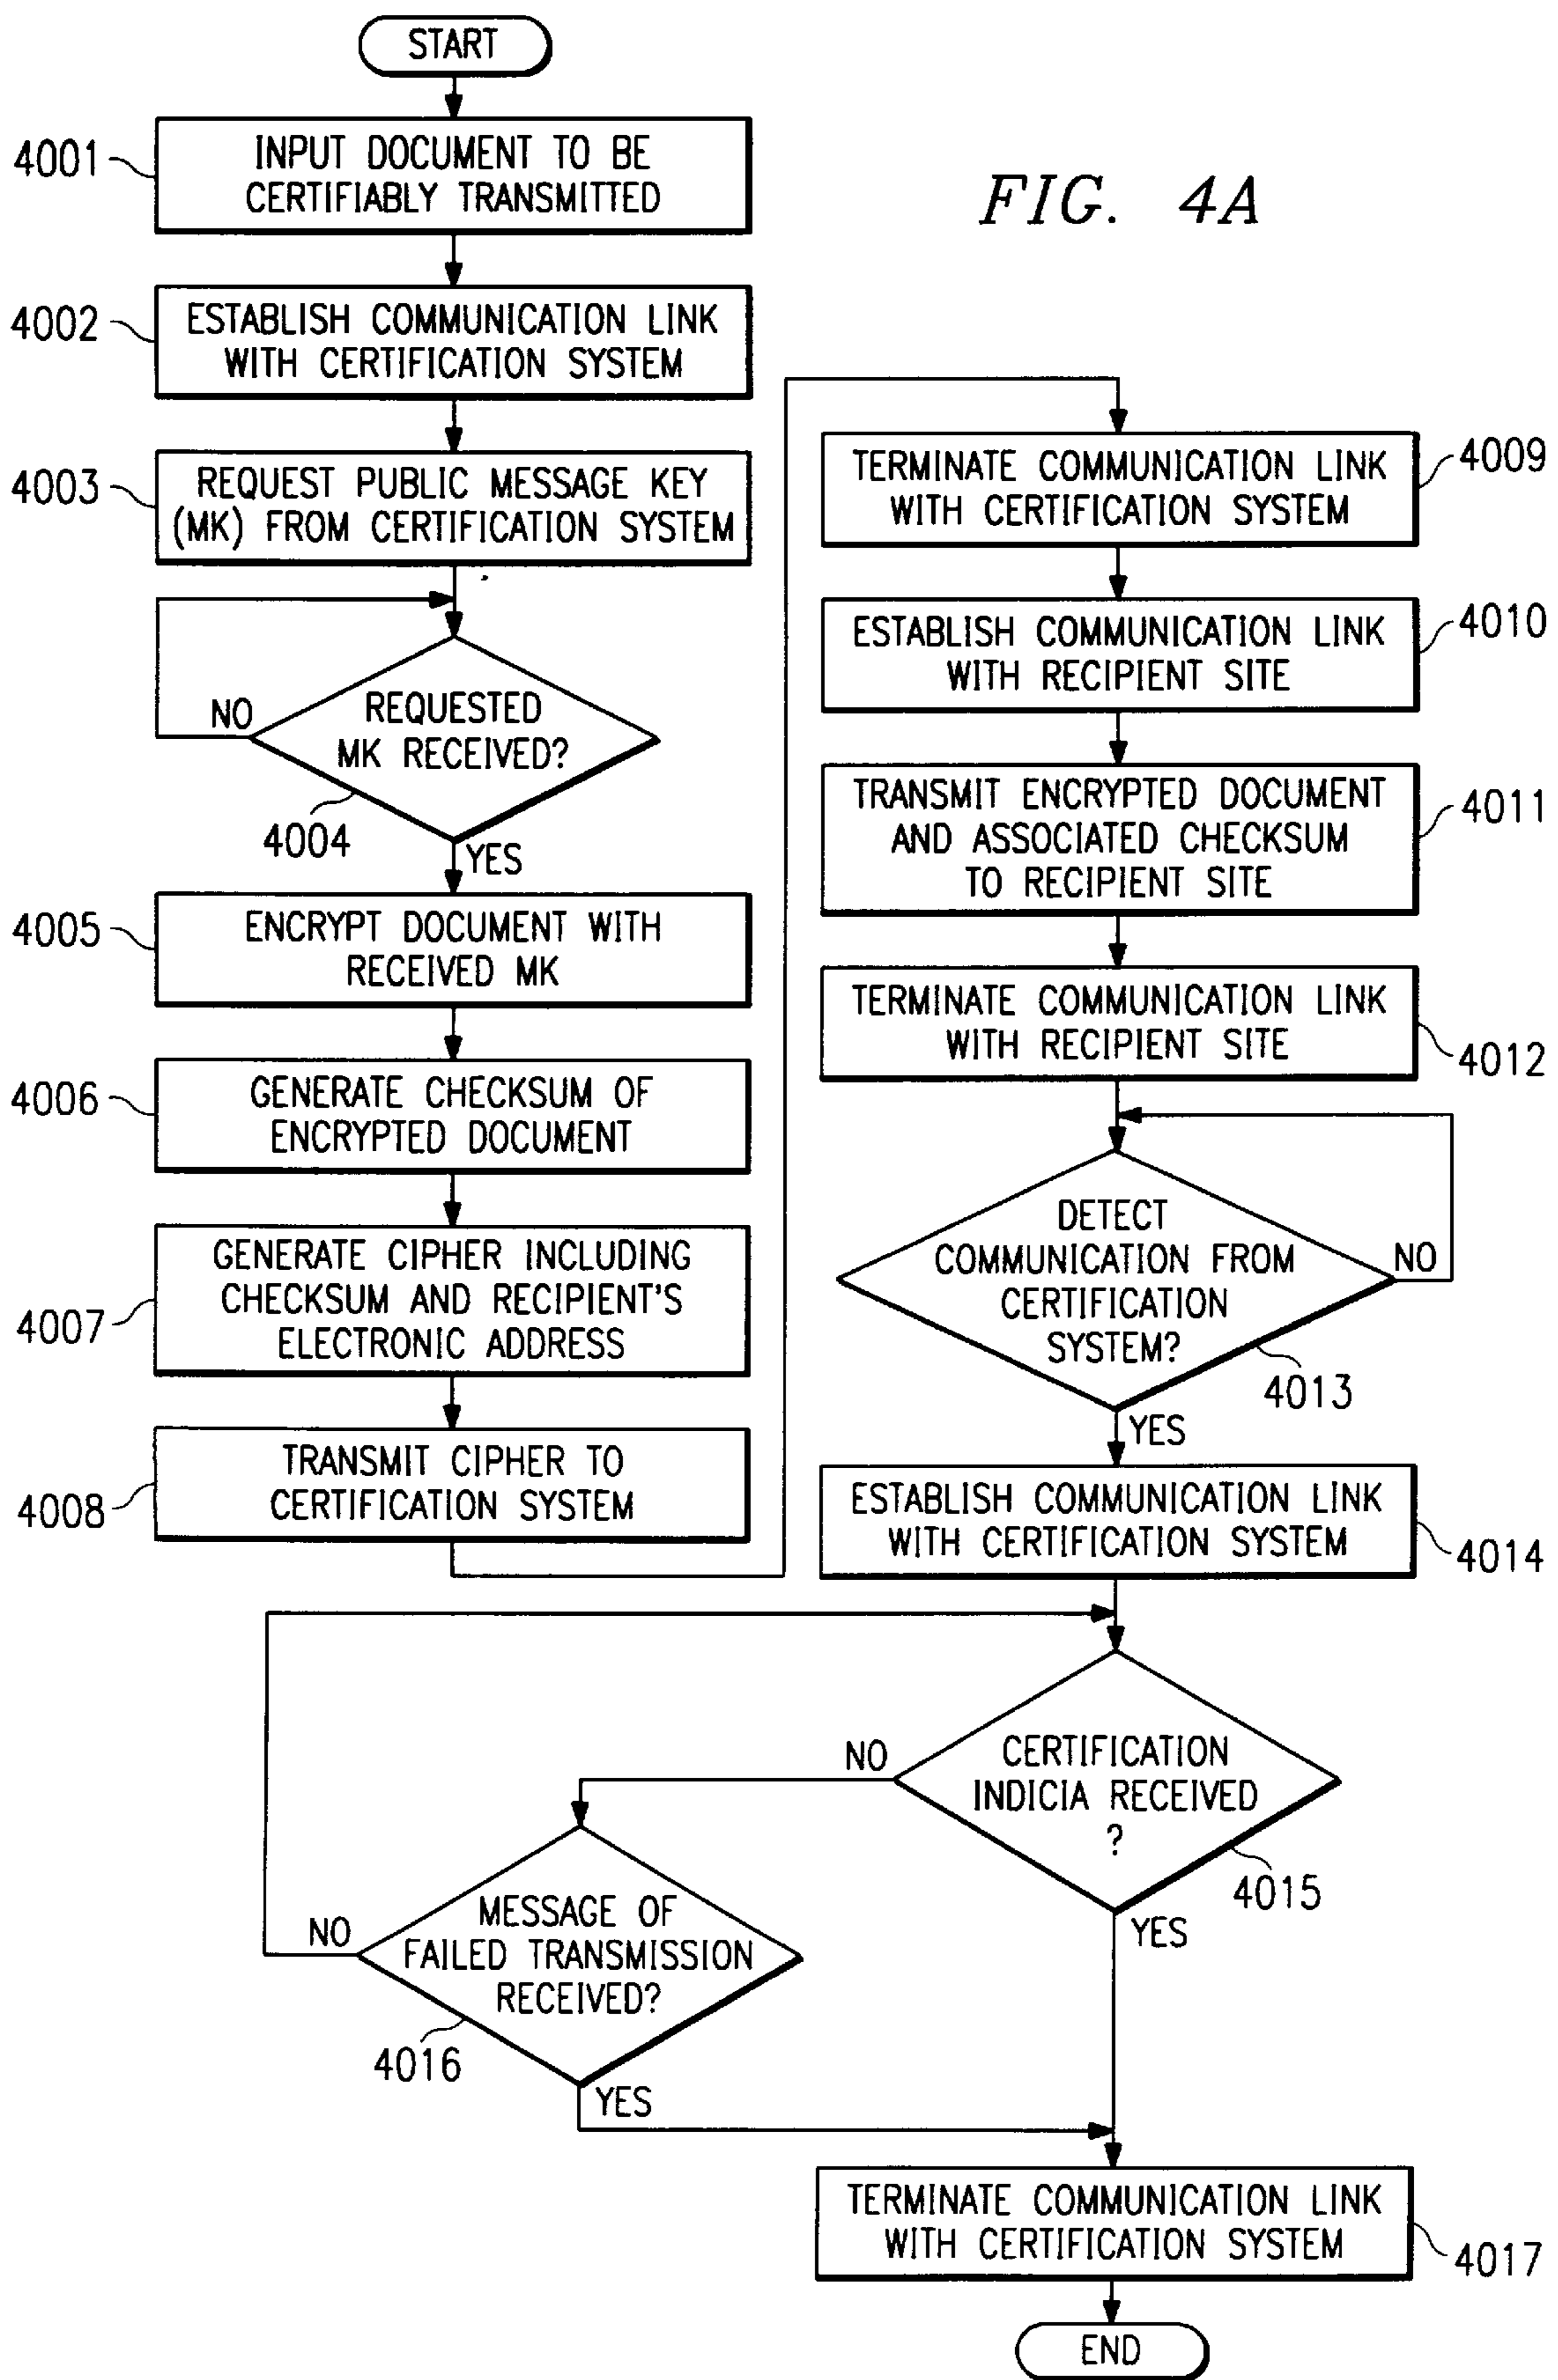 START
4001
INPUT DOCUMENT TO BE
CERTIFIABLY TRANSMITTED
FIG. 4A
4002
ESTABLISH COMMUNICATION LINK
WITH CERTIFICATION SYSTEM
4003
REQUEST PUBLIC MESSAGE KEY
(MK) FROM CERTIFICATION SYSTEM
NO
REQUESTED
MK RECEIVED?
4004
YES
4005
ENCRYPT DOCUMENT WITH
RECEIVED MK
4006
GENERATE CHECKSUM OF
ENCRYPTED DOCUMENT
4007
GENERATE CIPHER INCLUDING
CHECKSUM AND RECIPIENT'S
ELECTRONIC ADDRESS
4008
TRANSMIT CIPHER TO
CERTIFICATION SYSTEM
TERMINATE COMMUNICATION LINK
WITH CERTIFICATION SYSTEM
4009
ESTABLISH COMMUNICATION LINK
WITH RECIPIENT SITE
4010
TRANSMIT ENCRYPTED DOCUMENT
AND ASSOCIATED CHECKSUM
TO RECIPIENT SITE
4011
TERMINATE COMMUNICATION LINK
WITH RECIPIENT SITE
4012
DETECT
COMMUNICATION FROM
CERTIFICATION
SYSTEM?
NO
4013
YES
ESTABLISH COMMUNICATION LINK
WITH CERTIFICATION SYSTEM
4014
NO
CERTIFICATION
INDICIA RECEIVED
?
4015
YES
NO
MESSAGE OF
FAILED TRANSMISSION
RECEIVED?
4016
YES
TERMINATE COMMUNICATION LINK
WITH CERTIFICATION SYSTEM
4017
END